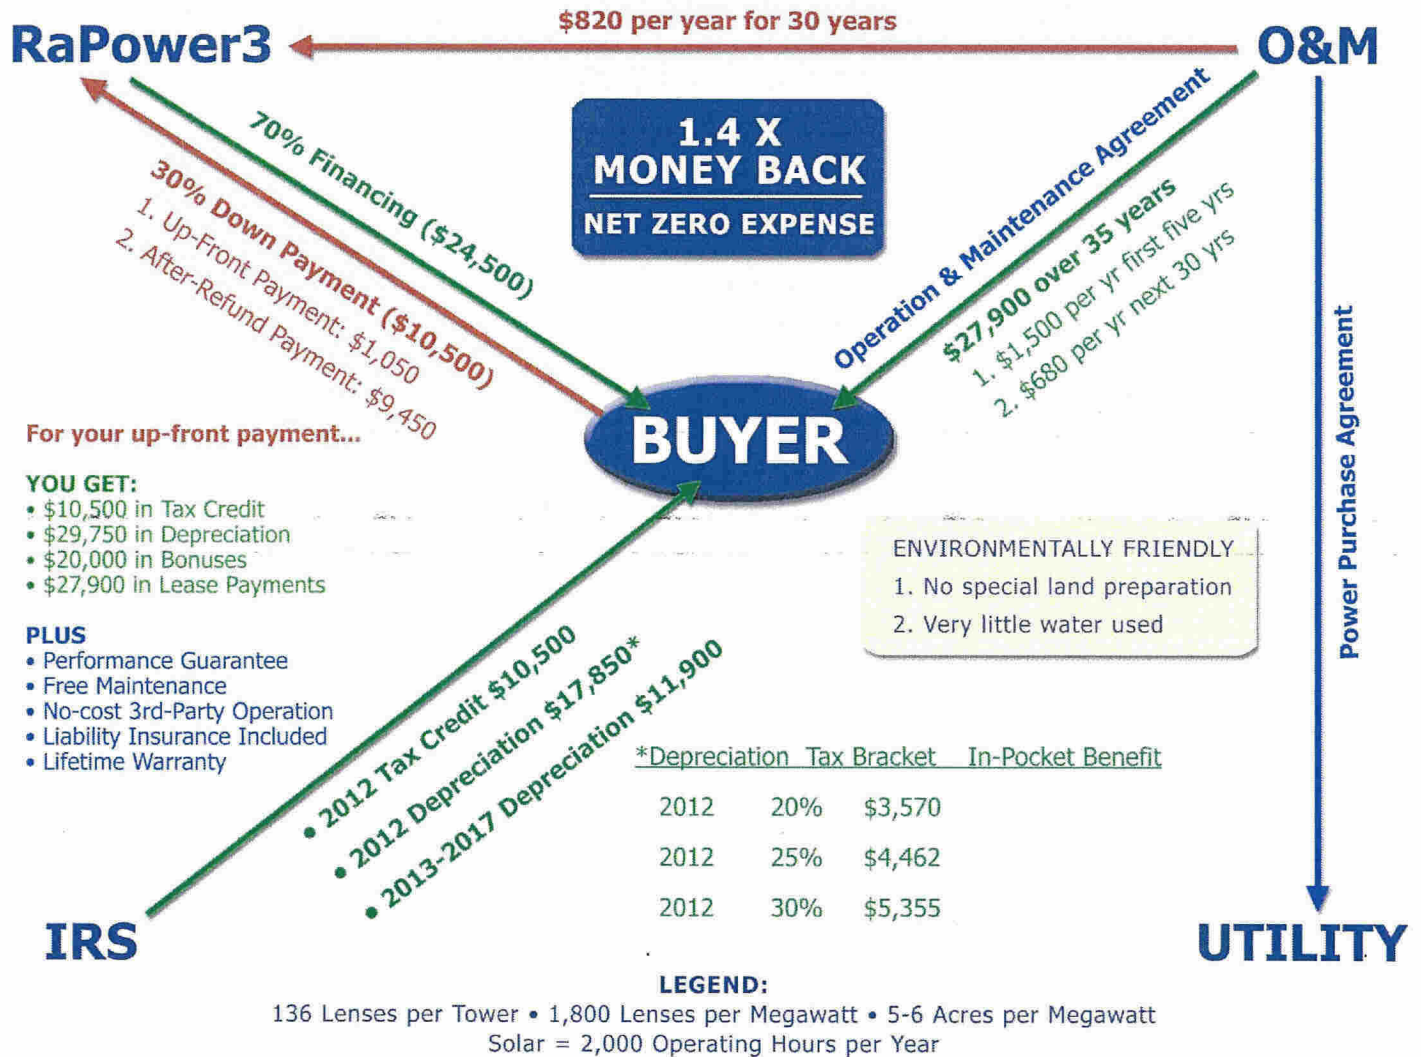 $820 per year for 30 years
RaPower3
O&M
1.4 X
MONEY BACK
NET ZERO EXPENSE
70% Financing ($24,500)
30% Down Payment ($10,500)
1. Up-Front Payment: $1,050
2. After-Refund Payment: $9,450
Operation & Maintenance Agreement
$27,900 over 35 years
1. $1,500 per yr first five yrs
2. $680 per yr next 30 yrs
Power Purchase Agreement
BUYER
For your up-front payment...
YOU GET:
• $10,500 in Tax Credit
• $29,750 in Depreciation
• $20,000 in Bonuses
• $27,900 in Lease Payments
PLUS
• Performance Guarantee
• Free Maintenance
• No-cost 3rd-Party Operation
• Liability Insurance Included
• Lifetime Warranty
ENVIRONMENTALLY FRIENDLY
1. No special land preparation
2. Very little water used
• 2012 Tax Credit $10,500
• 2012 Depreciation $17,850*
• 2013-2017 Depreciation $11,900
*Depreciation Tax Bracket In-Pocket Benefit
2012 20% $3,570
2012 25% $4,462
2012 30% $5,355
IRS
UTILITY
LEGEND:
136 Lenses per Tower • 1,800 Lenses per Megawatt • 5-6 Acres per Megawatt
Solar = 2,000 Operating Hours per Year